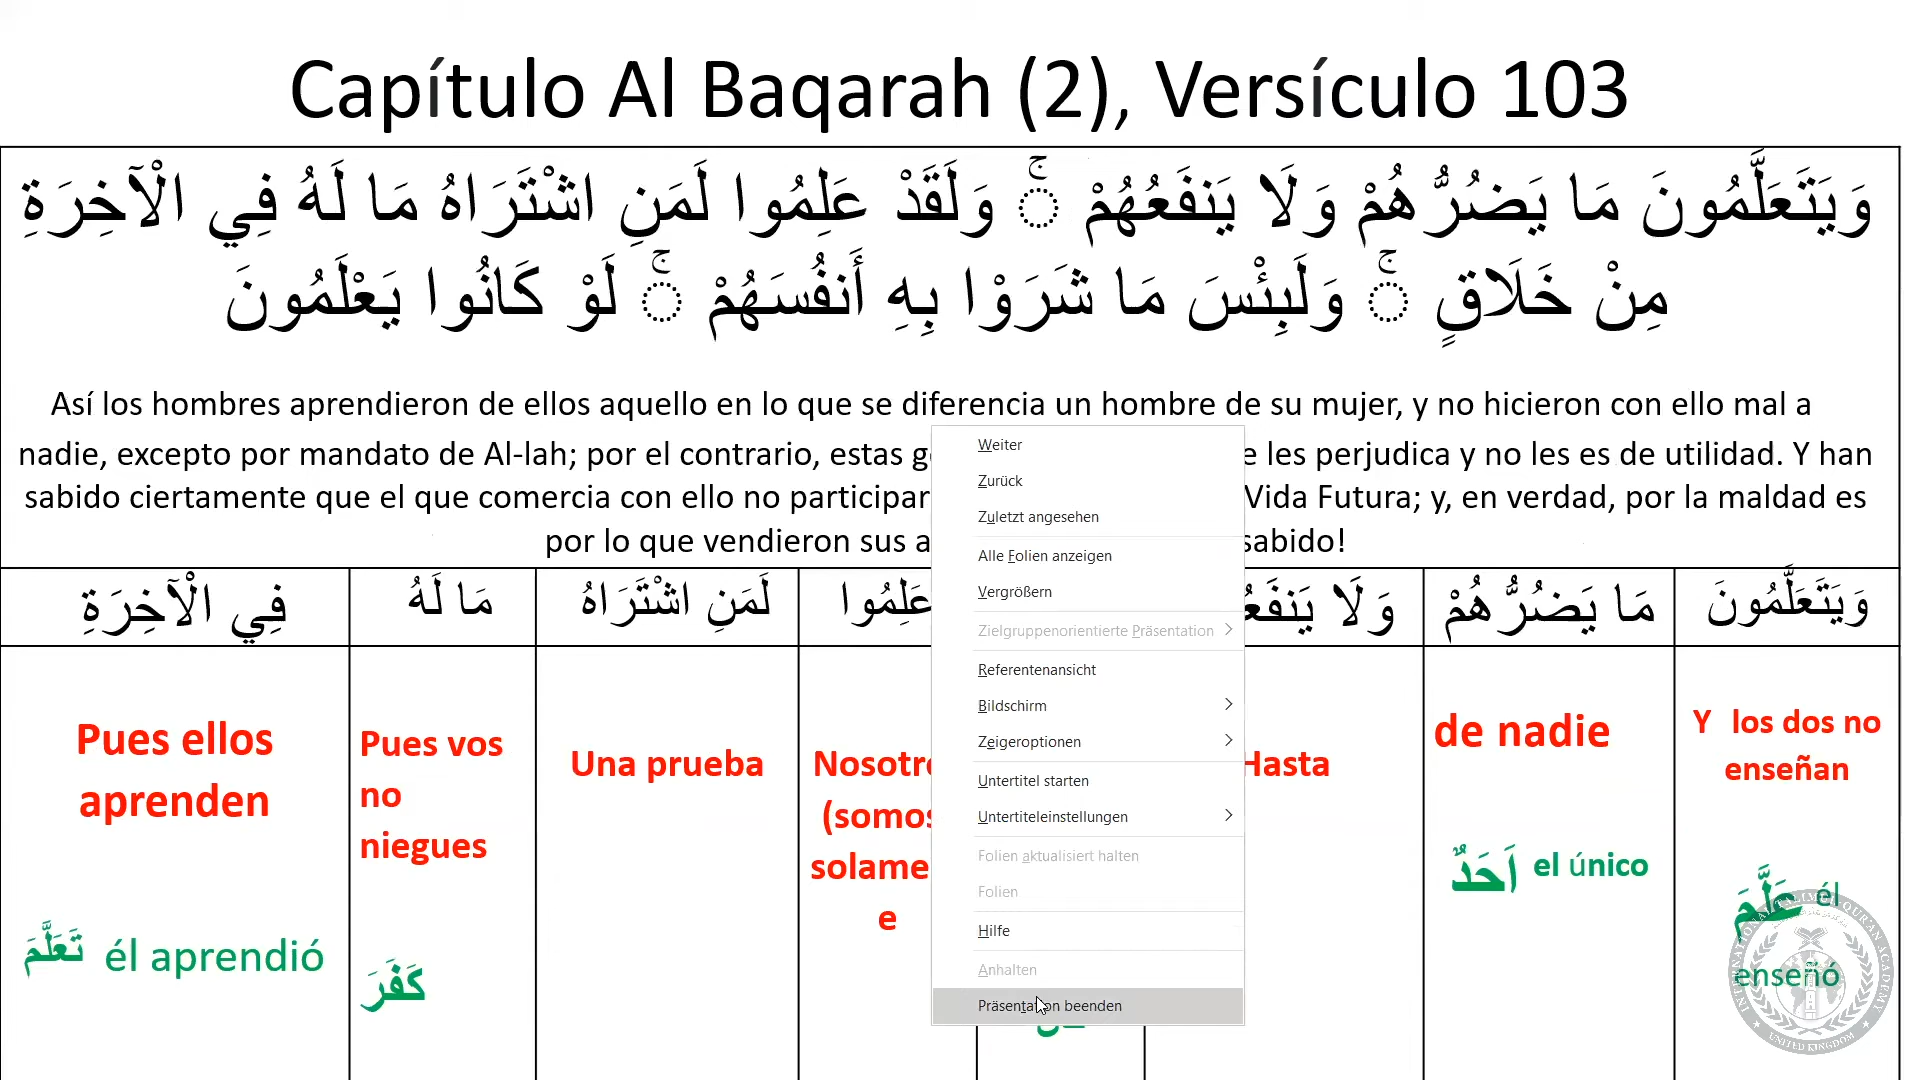 Capítulo Al Baqarah (2), Versículo 103
وَيَتَعَلَّمُونَ مَا يَضُرُّهُمْ وَلَا يَنفَعُهُمْ ۚ وَلَقَدْ عَلِمُوا لَمَنِ اشْتَرَاهُ مَا لَهُ فِي الْآخِرَةِ
مِنْ خَلَاقٍ ۚ وَلَبِئْسَ مَا شَرَوْا بِهِ أَنفُسَهُمْ ۚ لَوْ كَانُوا يَعْلَمُونَ
Así los hombres aprendieron de ellos aquello en lo que se diferencia un hombre de su mujer, y no hicieron con ello mal a
nadie, excepto por mandato de Al-lah; por el contrario, estas les perjudica y no les es de utilidad. Y han
sabido ciertamente que el que comercia con ello no Vida Futura; y, en verdad, por la maldad es
por lo que vendieron sus sabido!
وَيَتَعَلَّمُونَ
مَا يَضُرُّهُمْ
وَلَا
عَلِمُوا
لَمَنِ اشْتَرَاهُ
مَا لَهُ
فِي الْآخِرَةِ
Y los dos no
enseñan
عَلَّمَ él
enseñó
de nadie
اَحَدٌ el único
Hasta
(somos
e
Una prueba
Pues vos
no
niegues
كَفَرَ
Pues ellos
aprenden
تَعَلَّمَ él aprendió
Weiter
Zurück
Zuletzt angesehen
Alle Folien anzeigen
Vergrößern
Zielgruppenorientierte Präsentation
Referentenansicht
Bildschirm
Zeigeroptionen
Untertitel starten
Untertiteleinstellungen
Folien aktualisiert halten
Folien
Hilfe
Anhalten
Präsentation beenden
UNITED KINGDOM